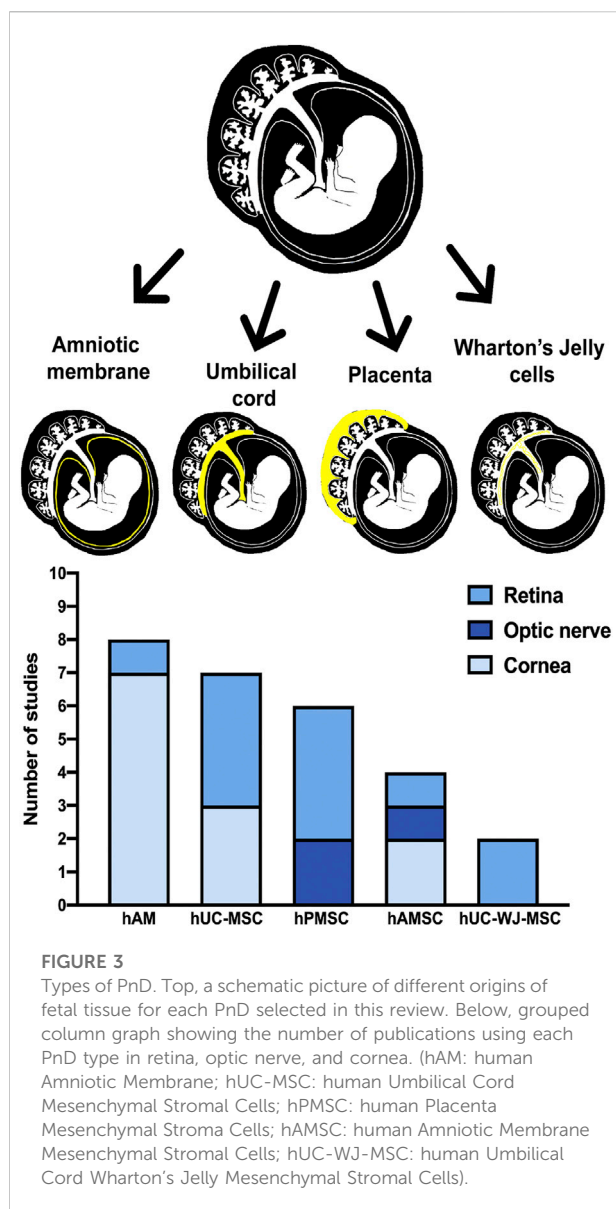 Amniotic
membrane
Umbilical
cord
Placenta
Wharton's Jelly
cells
10
9
8
7
6
5
4
3
2
1
0
Number of studies
Retina
Optic nerve
Cornea
hAM
hUC-MSC
hPMSC
hAMSC
hUC-WJ-MSC
FIGURE 3
Types of PnD. Top, a schematic picture of different origins of
fetal tissue for each PnD selected in this review. Below, grouped
column graph showing the number of publications using each
PnD type in retina, optic nerve, and cornea. (hAM: human
Amniotic Membrane; hUC-MSC: human Umbilical Cord
Mesenchymal Stromal Cells; hPMSC: human Placenta
Mesenchymal Stroma Cells; hAMSC: human Amniotic Membrane
Mesenchymal Stromal Cells; hUC-WJ-MSC: human Umbilical
Cord Wharton's Jelly Mesenchymal Stromal Cells).